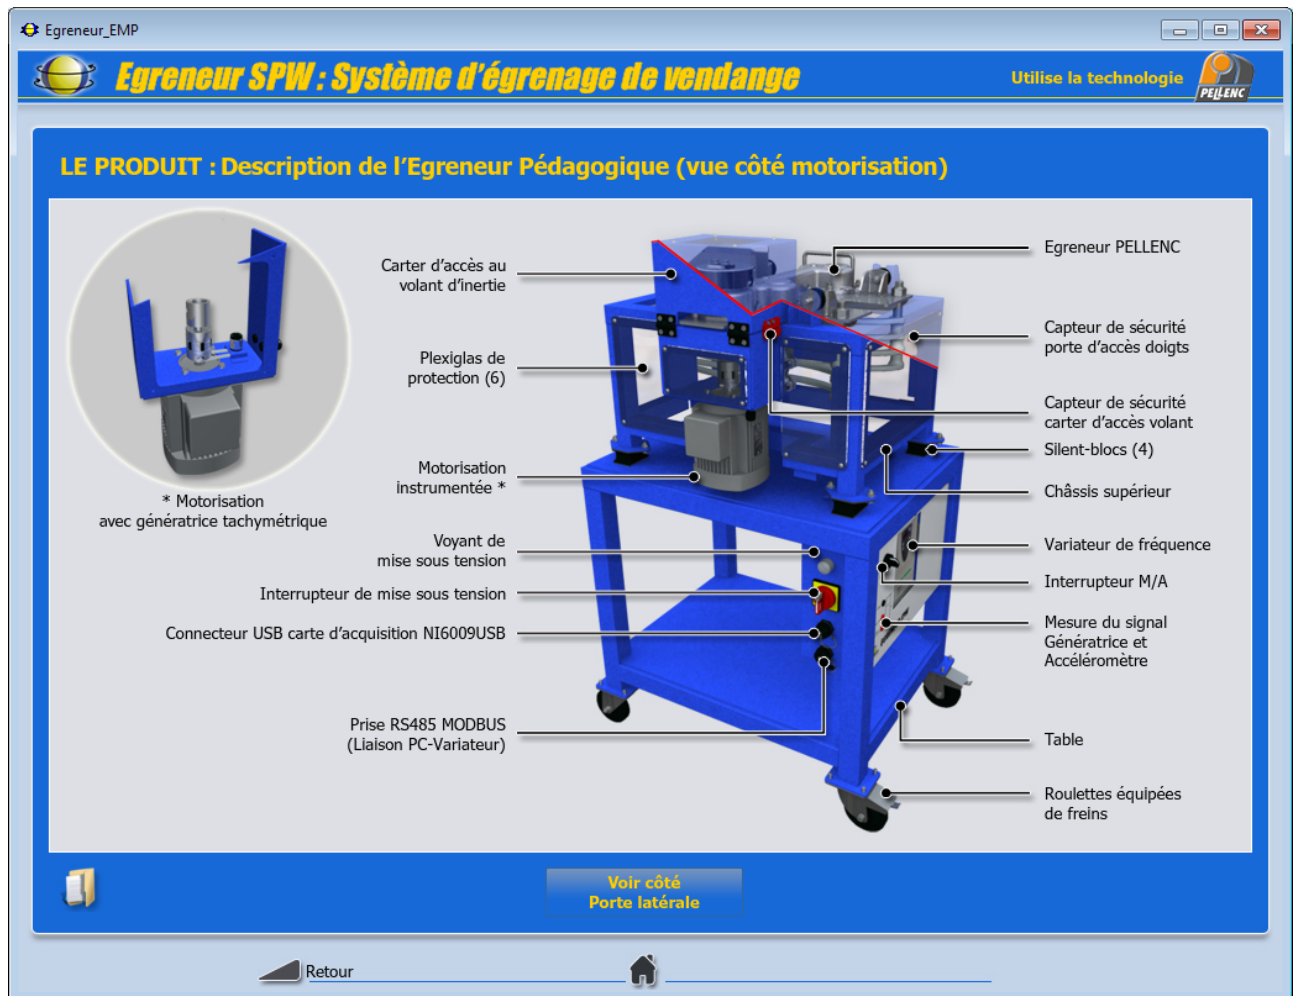 Egreneur_EMP
Egreneur SPW : Système d'égrenage de vendange
Utilise la technologie
PELLENC
LE PRODUIT : Description de l'Egreneur Pédagogique (vue côté motorisation)
* Motorisation
avec génératrice tachymétrique
Carter d'accès au
volant d'inertie
Plexiglas de
protection (6)
Motorisation
instrumentée *
Voyant de
mise sous tension
Interrupteur de mise sous tension
Connecteur USB carte d'acquisition NI6009USB
Prise RS485 MODBUS
(Liaison PC-Variateur)
Egreneur PELLENC
Capteur de sécurité
porte d'accès doigts
Capteur de sécurité
carter d'accès volant
Silent-blocs (4)
Châssis supérieur
Variateur de fréquence
Interrupteur M/A
Mesure du signal
Génératrice et
Accéléromètre
Table
Roulettes équipées
de freins
Voir côté
Porte latérale
Retour